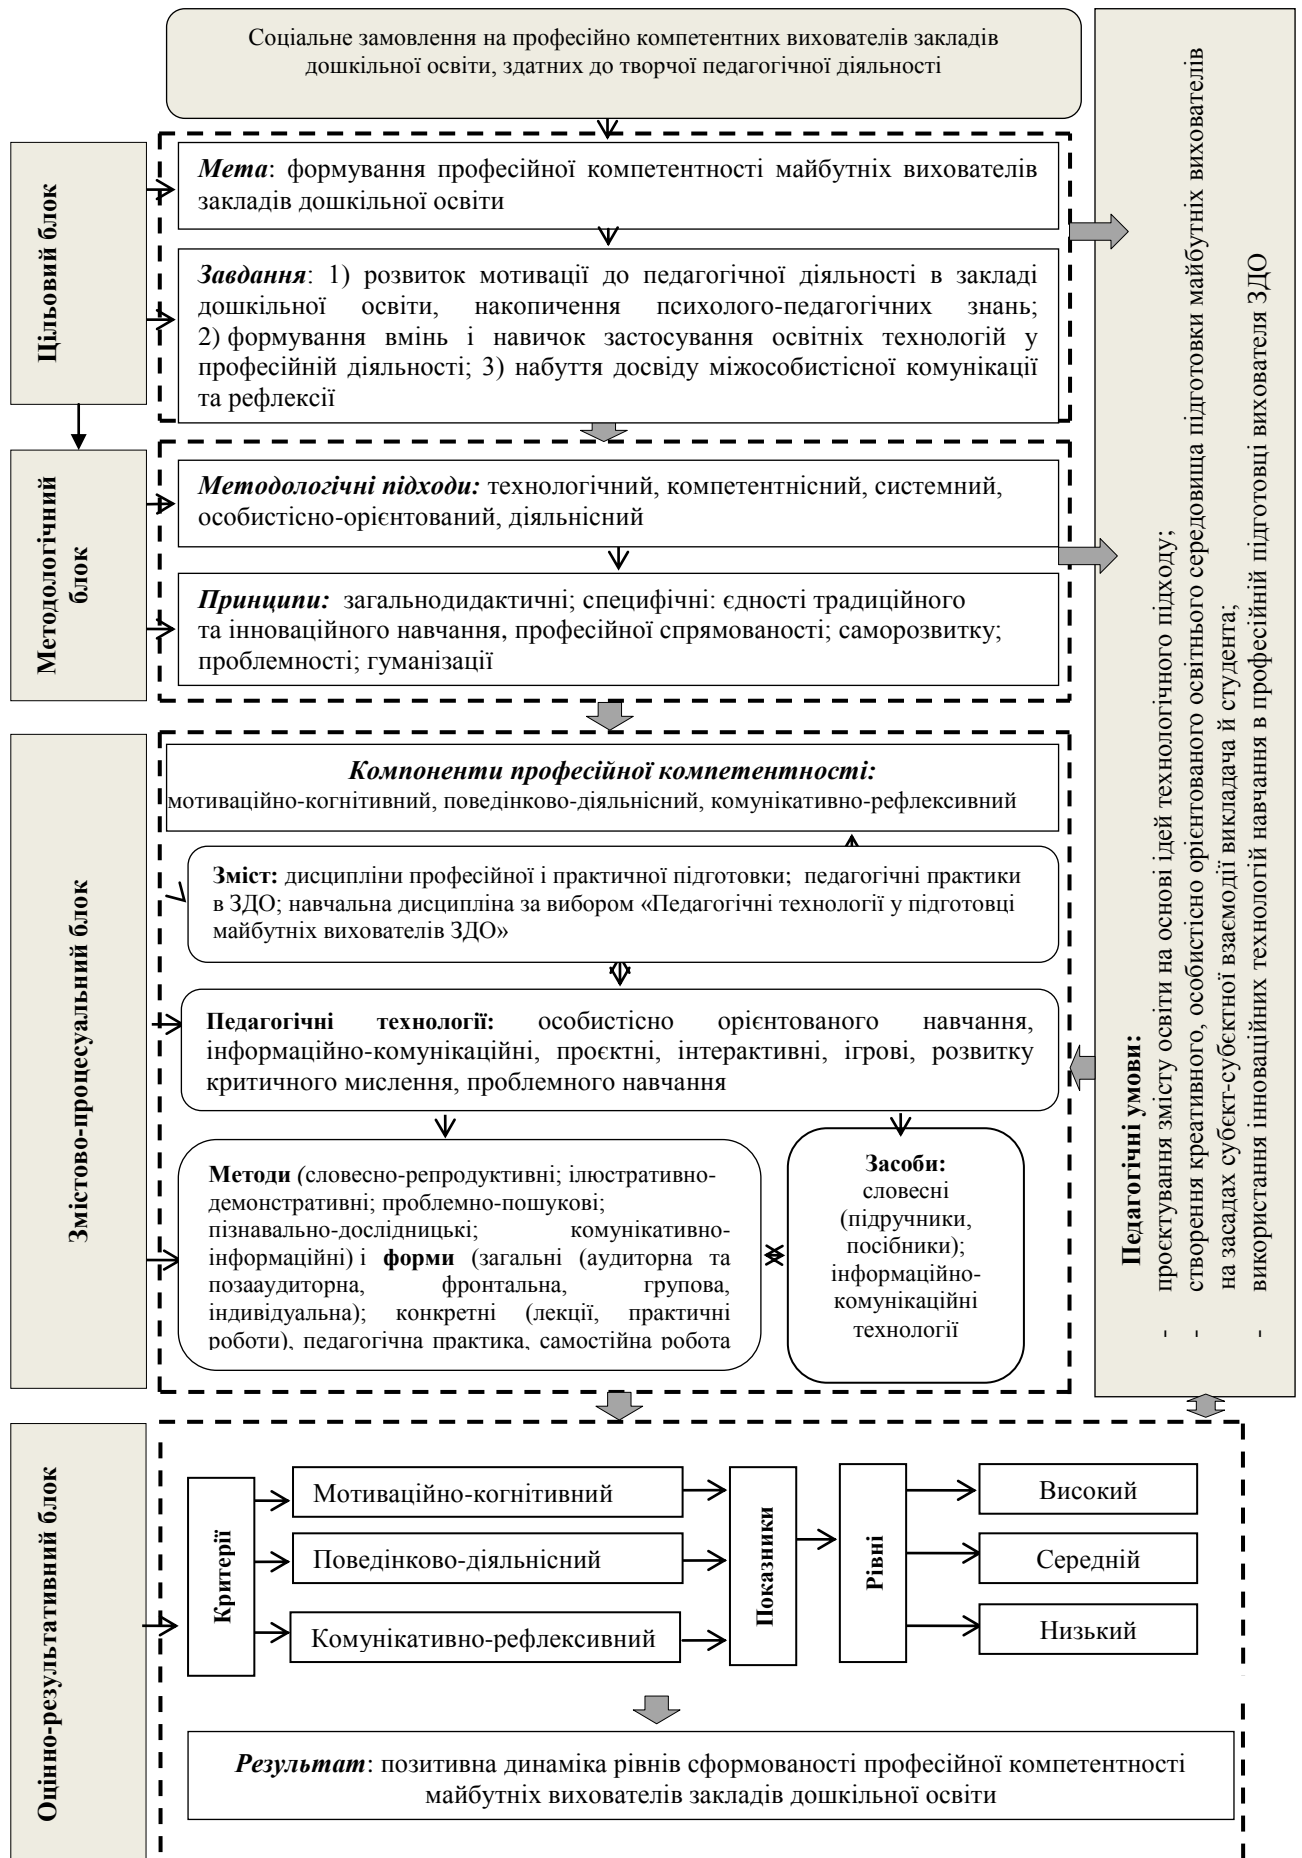 Соціальне замовлення на професійно компетентних вихователів закладів
дошкільної освіти, здатних до творчої педагогічної діяльності
Цільовий блок
Мета: формування професійної компетентності майбутніх вихователів
закладів дошкільної освіти
Завдання: 1) розвиток мотивації до педагогічної діяльності в закладі
дошкільної освіти, накопичення психолого-педагогічних знань;
2) формування вмінь і навичок застосування освітніх технологій у
професійній діяльності; 3) набуття досвіду міжособистісної комунікації
та рефлексії
Методологічний
блок
Методологічні підходи: технологічний, компетентнісний, системний,
особистісно-орієнтований, діяльнісний
Принципи: загальнодидактичні; специфічні: єдності традиційного
та інноваційного навчання, професійної спрямованості; саморозвитку;
проблемності; гуманізації
Змістово-процесуальний блок
Компоненти професійної компетентності:
мотиваційно-когнітивний, поведінково-діяльнісний, комунікативно-рефлексивний
Зміст: дисципліни професійної і практичної підготовки; педагогічні практики
в ЗДО; навчальна дисципліна за вибором «Педагогічні технології у підготовці
майбутніх вихователів ЗДО»
Педагогічні технології: особистісно орієнтованого навчання,
інформаційно-комунікаційні, проєктні, інтерактивні, ігрові, розвитку
критичного мислення, проблемного навчання
Методи (словесно-репродуктивні; ілюстративно-
демонстративні; проблемно-пошукові;
пізнавально-дослідницькі; комунікативно-
інформаційні) і форми (загальні (аудиторна та
позааудиторна, фронтальна, групова,
індивідуальна); конкретні (лекції, практичні
роботи), педагогічна практика, самостійна робота
Засоби:
словесні
(підручники,
посібники);
інформаційно-
комунікаційні
технології
Педагогічні умови:
- проєктування змісту освіти на основі ідей технологічного підходу;
- створення креативного, особистісно орієнтованого освітнього середовища підготовки майбутніх вихователів
на засадах субєкт-субєктної взаємодії викладача й студента;
- використання інноваційних технологій навчання в професійній підготовці вихователя ЗДО
Оцінно-результативний блок
Критерії
Мотиваційно-когнітивний
Поведінково-діяльнісний
Комунікативно-рефлексивний
Показники
Рівні
Високий
Середній
Низький
Результат: позитивна динаміка рівнів сформованості професійної компетентності
майбутніх вихователів закладів дошкільної освіти